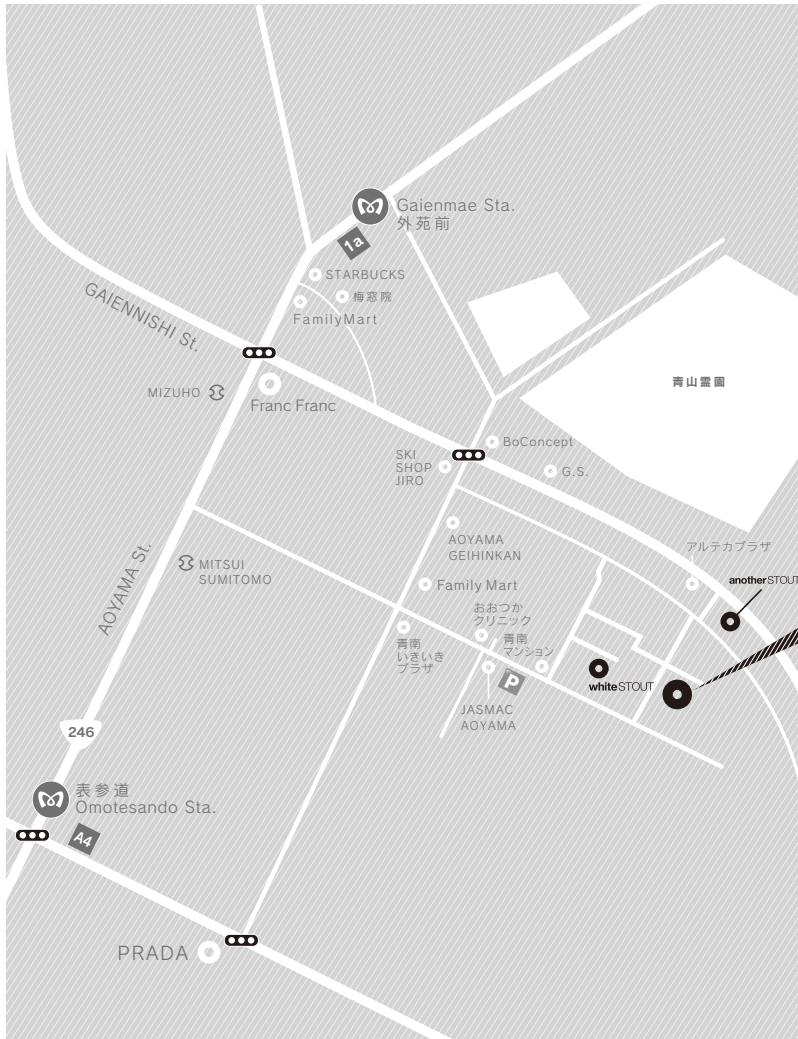 Gaienmae Sta.
外苑前
1a
STARBUCKS
梅窓院
FamilyMart
GAIENNISHI St.
MIZUHO
Franc Franc
青山霊園
BoConcept
SKI
SHOP
JIRO
G.S.
AOYAMA
GEIHINKAN
アルテカプラザ
AOYAMA St.
MITSUI
SUMITOMO
anotherSTOUT
Family Mart
おおつか
クリニック
青南
いきいき
プラザ
青南
マンション
P
whiteSTOUT
JASMAC
AOYAMA
246
表参道
Omotesando Sta.
A4
PRADA